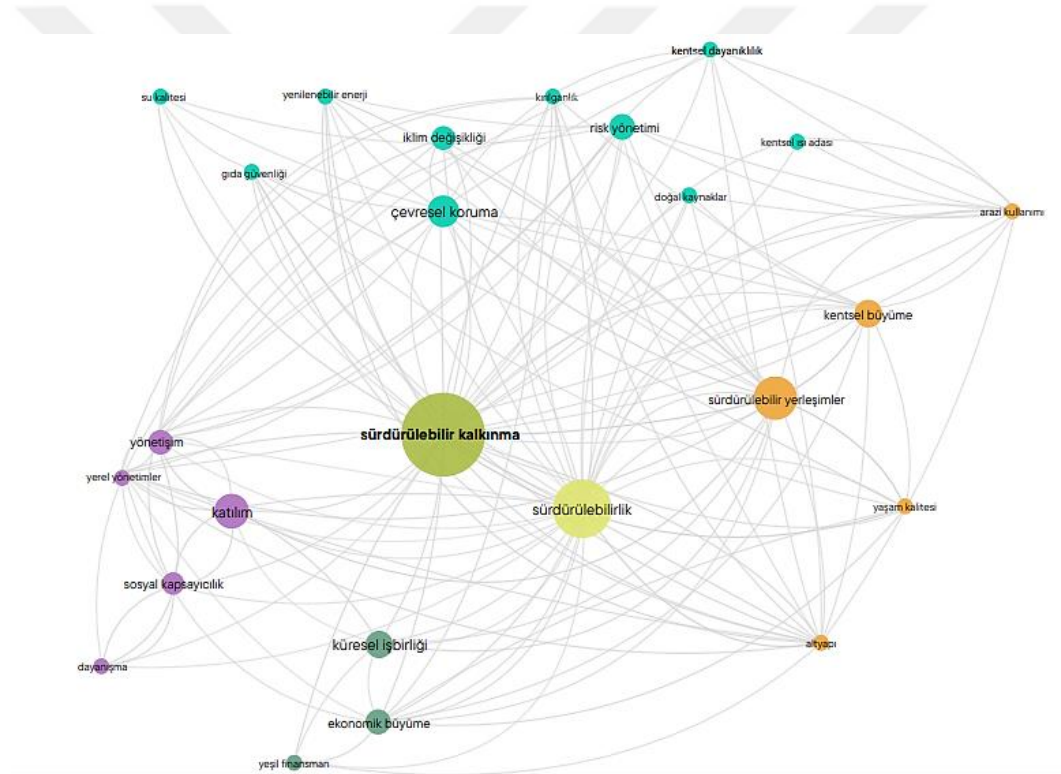 kentsel dayanıklılık
su kalitesi
yenilenebilir enerji
kırılganlık
risk yönetimi
iklim değişikliği
kentsel ısı adası
gıda güvenliği
doğal kaynaklar
çevresel koruma
arazi kullanımı
kentsel büyüme
sürdürülebilir yerleşimler
sürdürülebilir kalkınma
yönetişim
yerel yönetimler
katılım
sürdürülebilirlik
yaşam kalitesi
sosyal kapsayıcılık
küresel işbirliği
altyapı
dayanışma
ekonomik büyüme
yeşil finansman